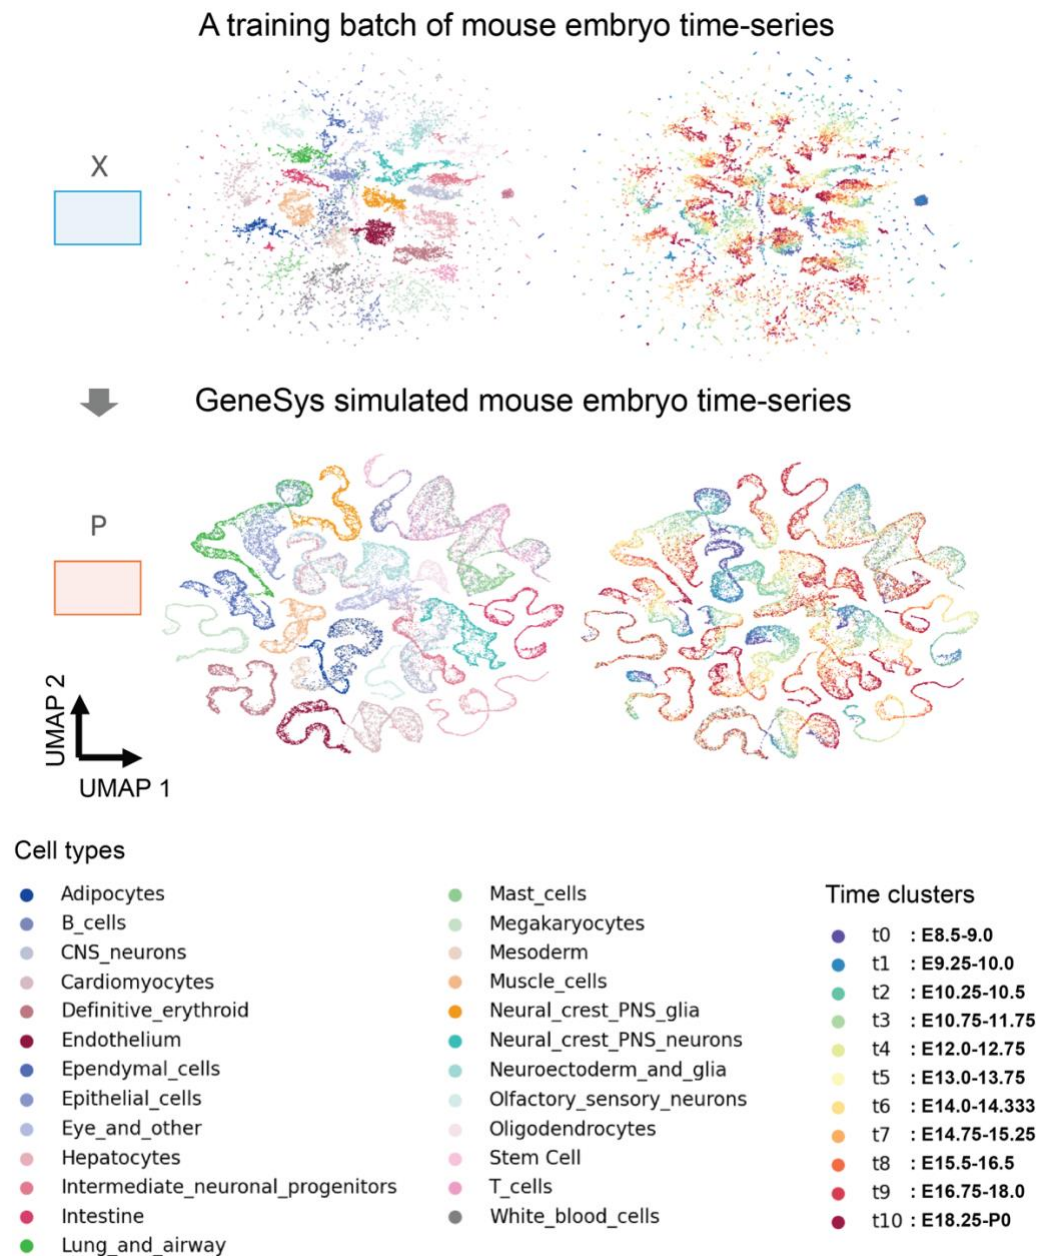 A training batch of mouse embryo time-series
X
GeneSys simulated mouse embryo time-series
P
UMAP 2
UMAP 1
Cell types
Adipocytes
B_cells
CNS_neurons
Cardiomyocytes
Definitive_erythroid
Endothelium
Ependymal_cells
Epithelial_cells
Eye_and_other
Hepatocytes
Intermediate_neuronal_progenitors
Intestine
Lung_and_airway
Mast_cells
Megakaryocytes
Mesoderm
Muscle_cells
Neural_crest_PNS_glia
Neural_crest_PNS_neurons
Neuroectoderm_and_glia
Olfactory_sensory_neurons
Oligodendrocytes
Stem Cell
T_cells
White_blood_cells
Time clusters
t0 : E8.5-9.0
t1 : E9.25-10.0
t2 : E10.25-10.5
t3 : E10.75-11.75
t4 : E12.0-12.75
t5 : E13.0-13.75
t6 : E14.0-14.333
t7 : E14.75-15.25
t8 : E15.5-16.5
t9 : E16.75-18.0
t10 : E18.25-P0